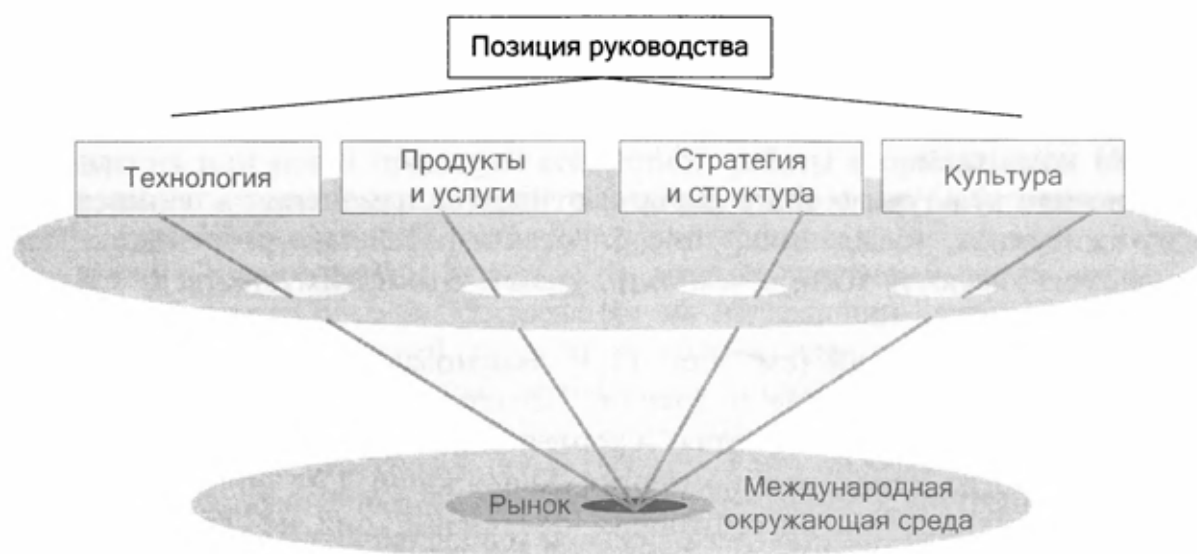 Позиция руководства
Технология
Продукты
и услуги
Стратегия
и структура
Культура
Рынок
Международная
окружающая среда